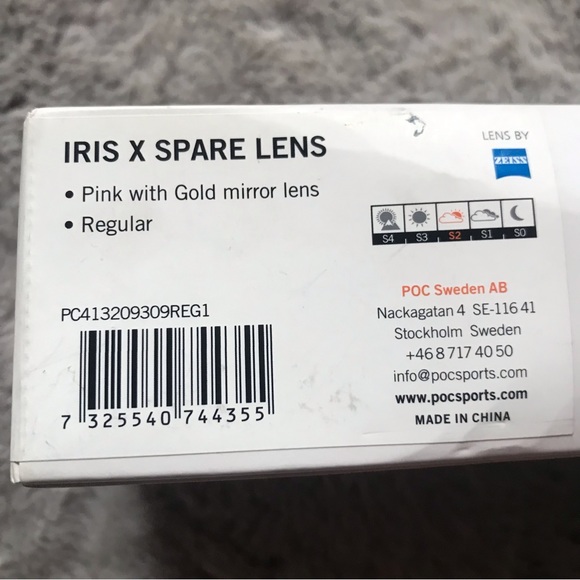 IRIS X SPARE LENS
• Pink with Gold mirror lens
• Regular
PC413209309REG1
7 325540 744355
LENS BY
ZEISS
S4 S3 S2 S1 S0
POC Sweden AB
Nackagatan 4 SE-116 41
Stockholm Sweden
+46 8 717 40 50
info@pocsports.com
www.pocsports.com
MADE IN CHINA